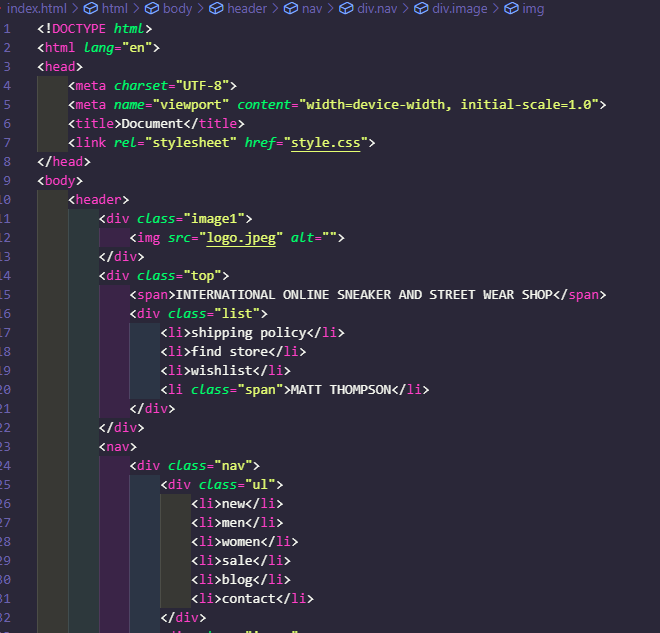 index.html > html > body > header > nav > div.nav > div.image > img
1 <!DOCTYPE html>
2 <html lang="en">
3 <head>
4 <meta charset="UTF-8">
5 <meta name="viewport" content="width=device-width, initial-scale=1.0">
6 <title>Document</title>
7 <link rel="stylesheet" href="style.css">
8 </head>
9 <body>
10 <header>
11 <div class="image1">
12 <img src="logo.jpeg" alt="">
13 </div>
14 <div class="top">
15 <span>INTERNATIONAL ONLINE SNEAKER AND STREET WEAR SHOP</span>
16 <div class="list">
17 <li>shipping policy</li>
18 <li>find store</li>
19 <li>wishlist</li>
20 <li class="span">MATT THOMPSON</li>
21 </div>
22 </div>
23 <nav>
24 <div class="nav">
25 <div class="ul">
26 <li>new</li>
27 <li>men</li>
28 <li>women</li>
29 <li>sale</li>
30 <li>blog</li>
31 <li>contact</li>
32 </div>